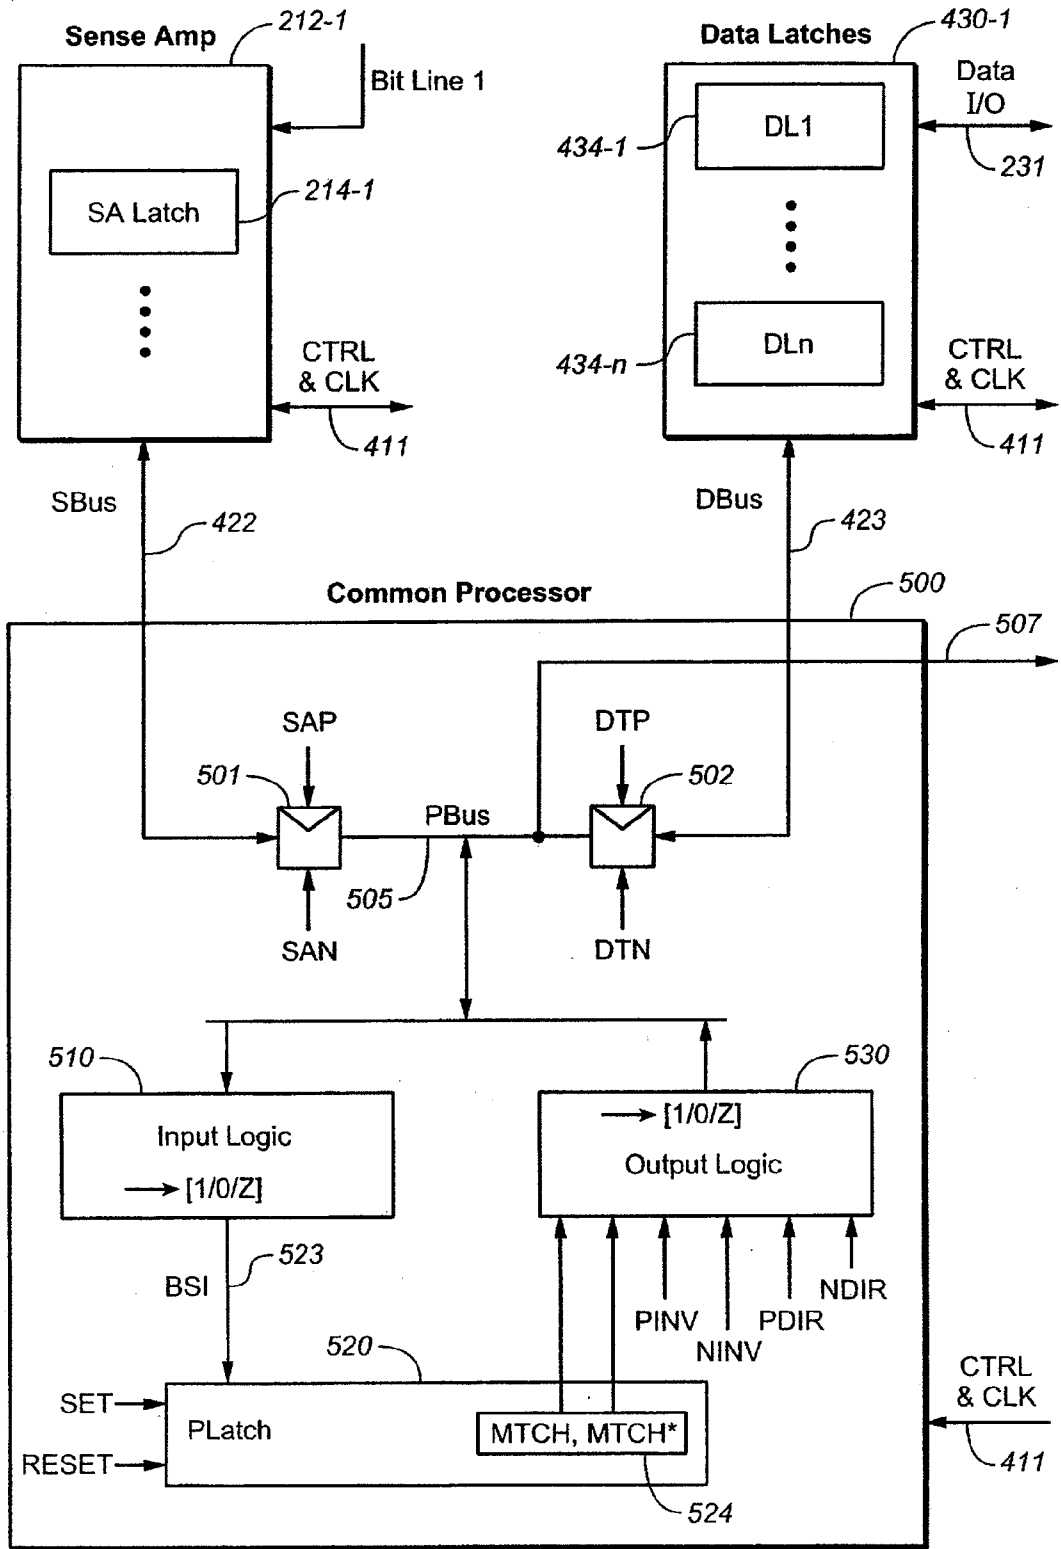 Sense Amp
212-1
Bit Line 1
SA Latch
214-1
CTRL
& CLK
411
Data Latches
430-1
Data
I/O
231
DL1
434-1
DLn
434-n
CTRL
& CLK
411
SBus
422
DBus
423
Common Processor
500
507
SAP
501
SAN
PBus
505
DTP
502
DTN
510
Input Logic
[1/0/Z]
530
[1/0/Z]
Output Logic
BSI
523
PINV
NINV
PDIR
NDIR
520
SET
RESET
PLatch
MTCH, MTCH*
524
CTRL
& CLK
411